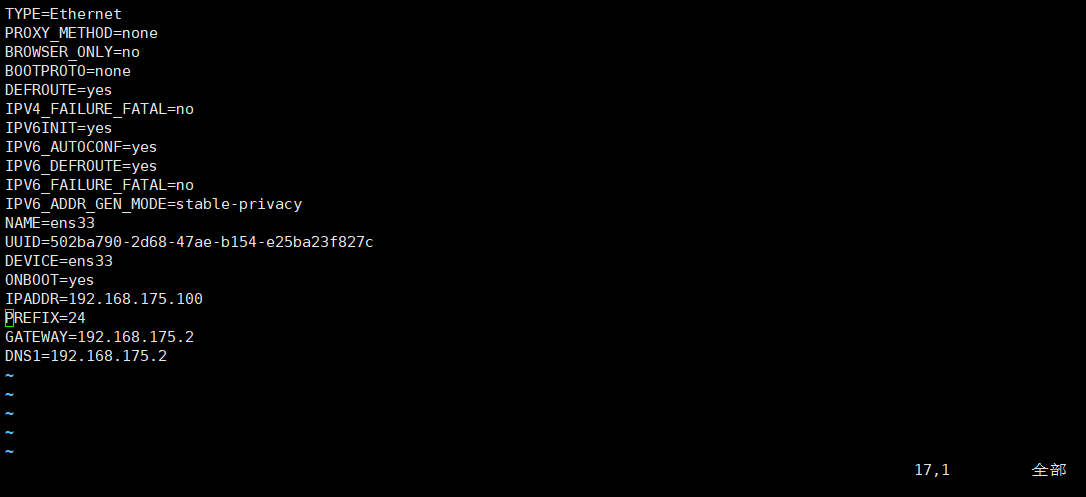 TYPE=Ethernet
PROXY_METHOD=none
BROWSER_ONLY=no
BOOTPROTO=none
DEFROUTE=yes
IPV4_FAILURE_FATAL=no
IPV6INIT=yes
IPV6_AUTOCONF=yes
IPV6_DEFROUTE=yes
IPV6_FAILURE_FATAL=no
IPV6_ADDR_GEN_MODE=stable-privacy
NAME=ens33
UUID=502ba790-2d68-47ae-b154-e25ba23f827c
DEVICE=ens33
ONBOOT=yes
IPADDR=192.168.175.100
PREFIX=24
GATEWAY=192.168.175.2
DNS1=192.168.175.2
~
~
~
~
~
17,1 全部